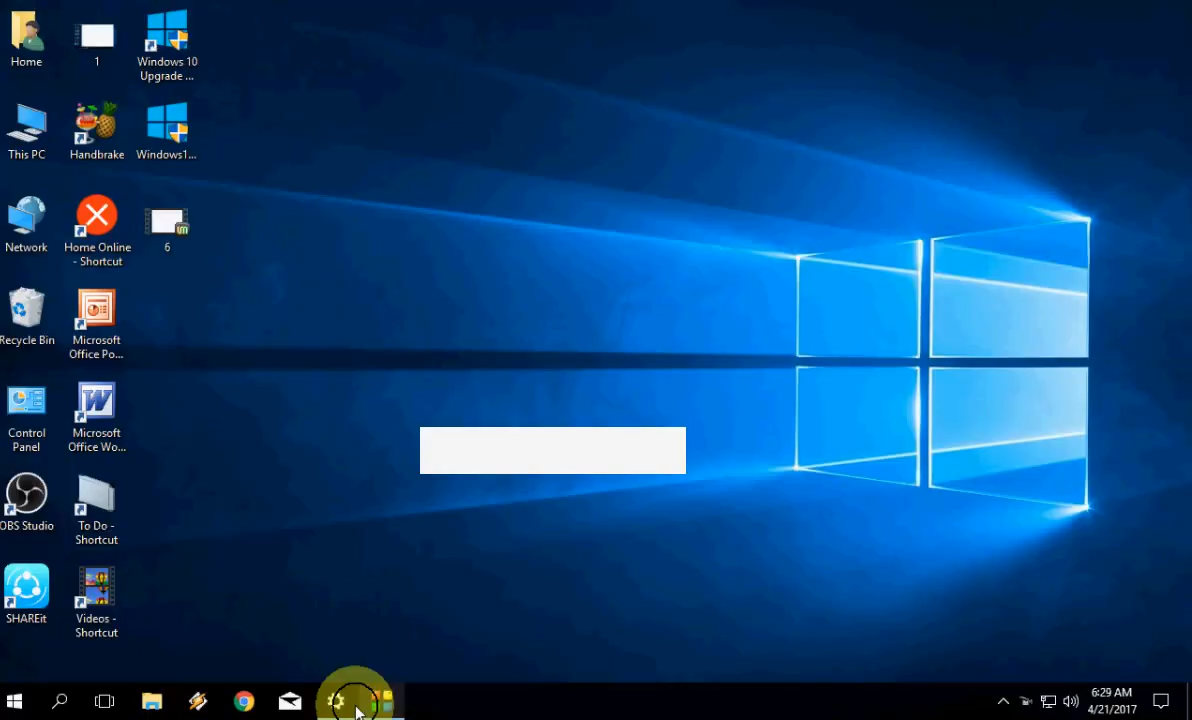 Home
1
Windows 10
Upgrade ...
This PC
Handbrake
Windows1...
Network
Home Online
- Shortcut
6
Recycle Bin
Microsoft
Office Po...
Control
Panel
Microsoft
Office Wo...
OBS Studio
To Do -
Shortcut
SHAREit
Videos -
Shortcut
6:29 AM
4/21/2017